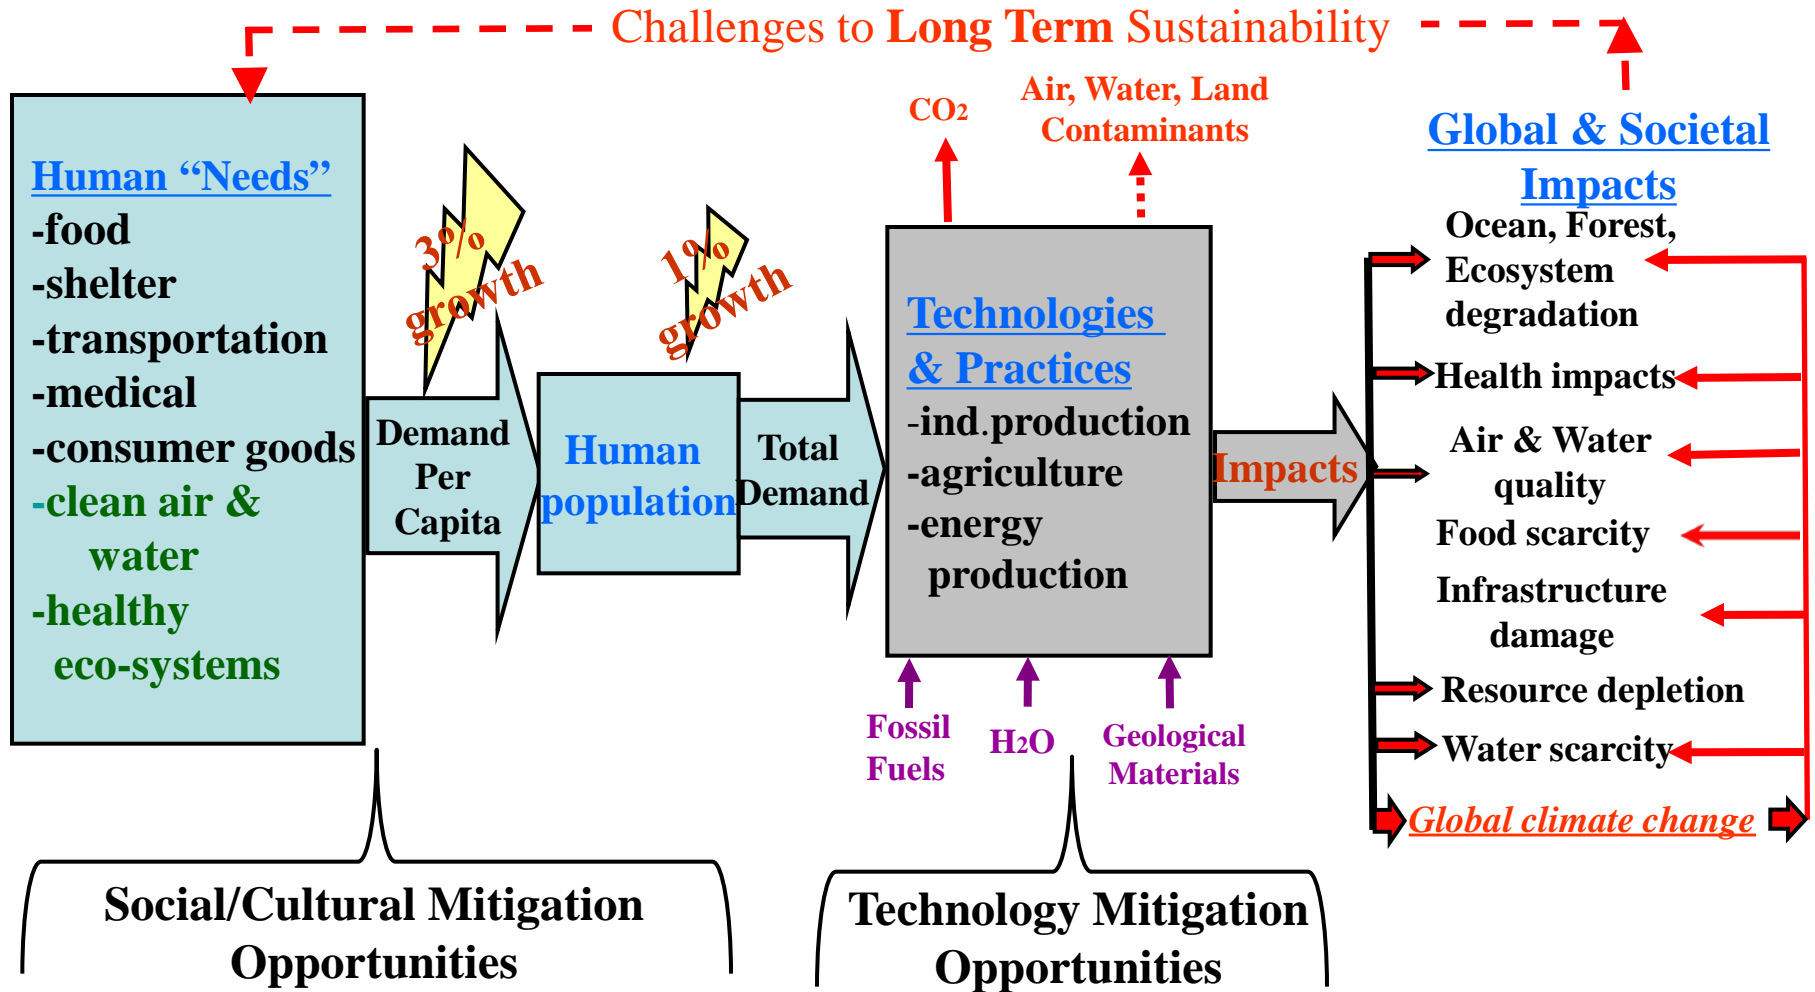 Challenges to Long Term Sustainability
Human “Needs”
-food
-shelter
-transportation
-medical
-consumer goods
-clean air &
water
-healthy
eco-systems
3%
growth
Demand
Per
Capita
1%
growth
Human
population
Total
Demand
CO2
Air, Water, Land
Contaminants
Technologies
& Practices
-ind.production
-agriculture
-energy
production
Fossil
Fuels
H2O
Geological
Materials
Impacts
Global & Societal
Impacts
Ocean, Forest,
Ecosystem
degradation
Health impacts
Air & Water
quality
Food scarcity
Infrastructure
damage
Resource depletion
Water scarcity
Global climate change
Social/Cultural Mitigation
Opportunities
Technology Mitigation
Opportunities